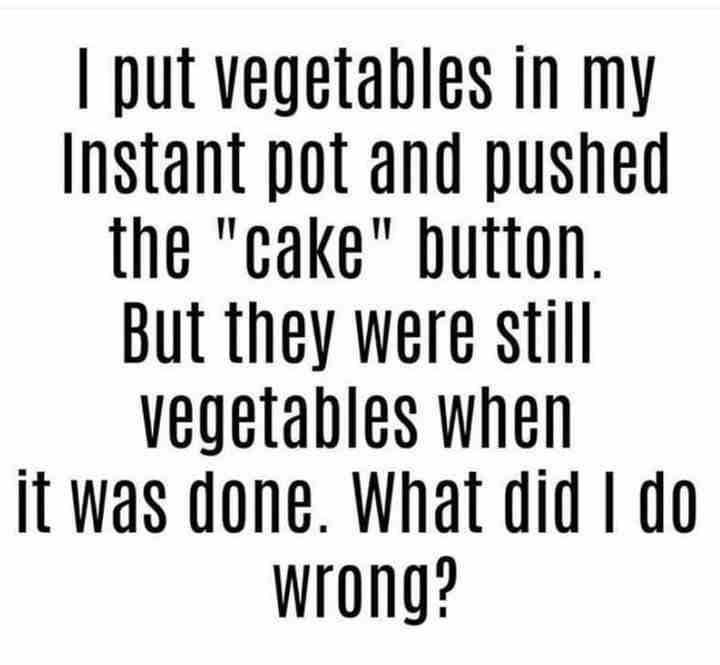 I put vegetables in my
Instant pot and pushed
the "cake" button.
But they were still
vegetables when
it was done. What did I do
wrong?